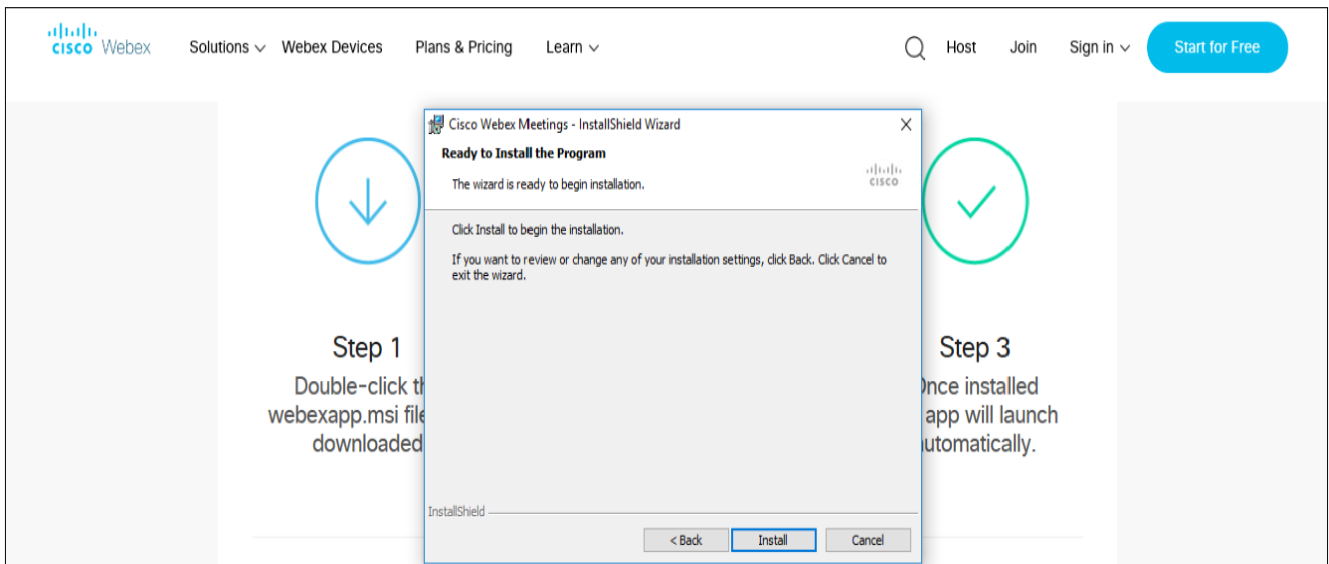 cisco Webex Solutions Webex Devices Plans & Pricing Learn Host Join Sign in Start for Free
Cisco Webex Meetings - InstallShield Wizard
Ready to Install the Program
The wizard is ready to begin installation.
cisco
Click Install to begin the installation.
If you want to review or change any of your installation settings, click Back. Click Cancel to
exit the wizard.
InstallShield
< Back Install Cancel
Step 1
Double-click
webexapp.msi
downloaded
Step 3
installed
app will launch